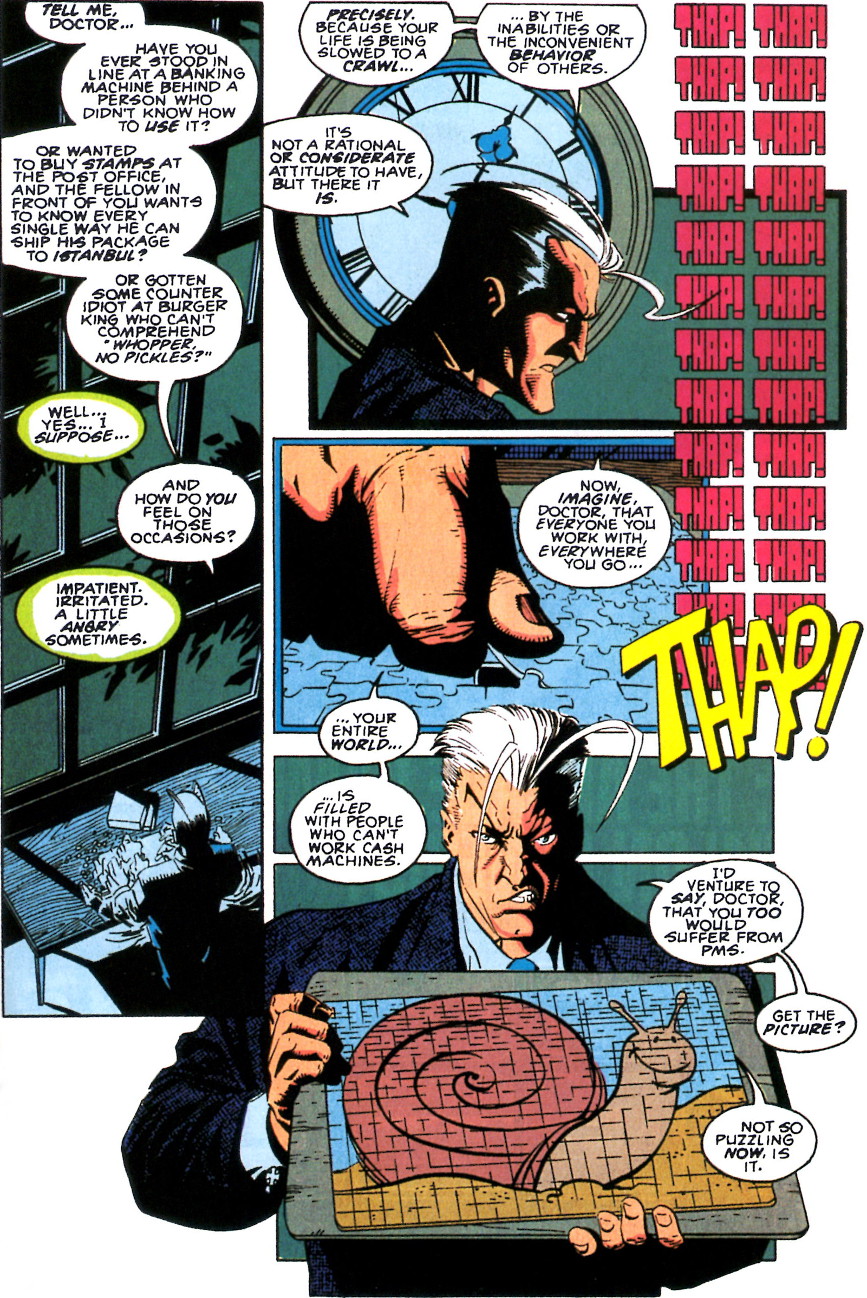 TELL ME,
DOCTOR...
HAVE YOU
EVER STOOD IN
LINE AT A BANKING
MACHINE BEHIND A
PERSON WHO
DIDN'T KNOW HOW
TO USE IT?
OR WANTED
TO BUY STAMPS AT
THE POST OFFICE,
AND THE FELLOW IN
FRONT OF YOU WANTS
TO KNOW EVERY
SINGLE WAY HE CAN
SHIP HIS PACKAGE
TO ISTANBUL?
OR GOTTEN
SOME COUNTER
IDIOT AT BURGER
KING WHO CAN'T
COMPREHEND
"WHOPPER,
NO PICKLES?"
WELL...
YES... I
SUPPOSE...
AND
HOW DO YOU
FEEL ON
THOSE
OCCASIONS?
IMPATIENT.
IRRITATED.
A LITTLE
ANGRY
SOMETIMES.
PRECISELY.
BECAUSE YOUR
LIFE IS BEING
SLOWED TO A
CRAWL...
... BY THE
INABILITIES OR
THE INCONVENIENT
BEHAVIOR
OF OTHERS.
IT'S
NOT A RATIONAL
OR CONSIDERATE
ATTITUDE TO HAVE,
BUT THERE IT
IS.
THAP! THAP!
THAP! THAP!
THAP! THAP!
THAP! THAP!
THAP! THAP!
THAP! THAP!
THAP! THAP!
THAP! THAP!
THAP! THAP!
THAP! THAP!
THAP! THAP!
THAP! THAP!
THAP!
NOW,
IMAGINE,
DOCTOR, THAT
EVERYONE YOU
WORK WITH,
EVERYWHERE
YOU GO...
...YOUR
ENTIRE
WORLD...
...IS
FILLED
WITH PEOPLE
WHO CAN'T
WORK CASH
MACHINES.
I'D
VENTURE TO
SAY, DOCTOR,
THAT YOU TOO
WOULD
SUFFER FROM
PMS.
GET THE
PICTURE?
NOT SO
PUZZLING
NOW, IS
IT.